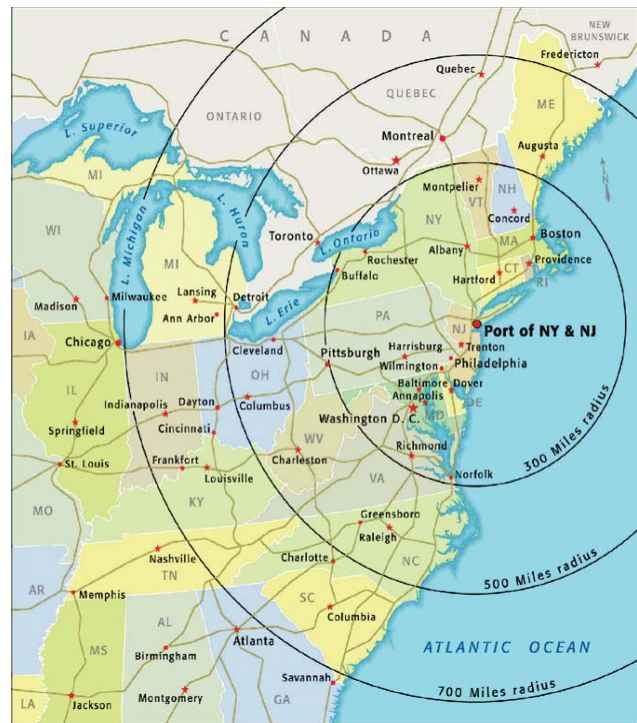 CANADA
NEW
BRUNSWICK
Fredericton
Quebec
QUEBEC
ME
ONTARIO
L. Superior
Montreal
Augusta
Ottawa
MI
Montpelier
VT
NH
Concord
L. Huron
L. Michigan
WI
Toronto
L. Ontario
NY
Rochester
Albany
MA
Boston
Buffalo
Hartford
CT
Providence
RI
MI
Lansing
Detroit
Milwaukee
Madison
Ann Arbor
L. Erie
PA
NJ
Port of NY & NJ
IA
Chicago
Cleveland
Pittsburgh
Harrisburg
Trenton
Wilmington
Philadelphia
IL
IN
OH
Baltimore
Dover
Annapolis
DE
Indianapolis
Dayton
Columbus
Washington D. C.
MD
Springfield
Cincinnati
WV
Richmond
300 Miles radius
St. Louis
Frankfort
Louisville
Charleston
VA
Norfolk
MO
KY
Greensboro
Raleigh
Nashville
TN
Charlotte
NC
500 Miles radius
AR
Memphis
SC
Columbia
AL
Atlanta
ATLANTIC OCEAN
MS
Birmingham
Savannah
700 Miles radius
LA
Jackson
Montgomery
GA